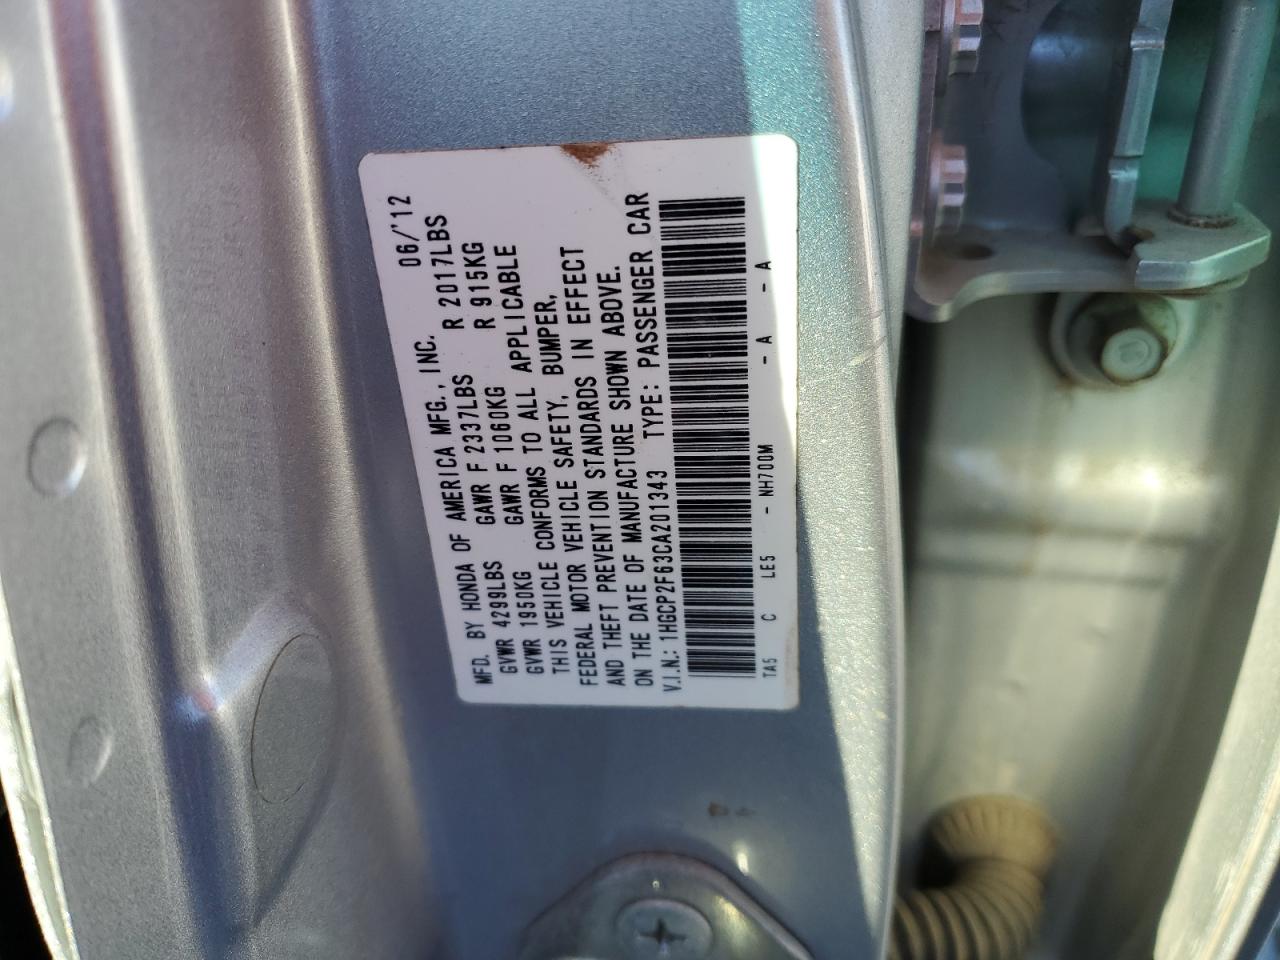 MFD. BY HONDA OF AMERICA MFG., INC. 06/'12
GVWR 4299LBS GAWR F 2337LBS R 2017LBS
GVWR 1950KG GAWR F 1060KG R 915KG
THIS VEHICLE CONFORMS TO ALL APPLICABLE
FEDERAL MOTOR VEHICLE SAFETY, BUMPER,
AND THEFT PREVENTION STANDARDS IN EFFECT
ON THE DATE OF MANUFACTURE SHOWN ABOVE.
V.I.N.: 1HGCP2F63CA201343 TYPE: PASSENGER CAR
TA5 C LE5 - NH700M - A - A